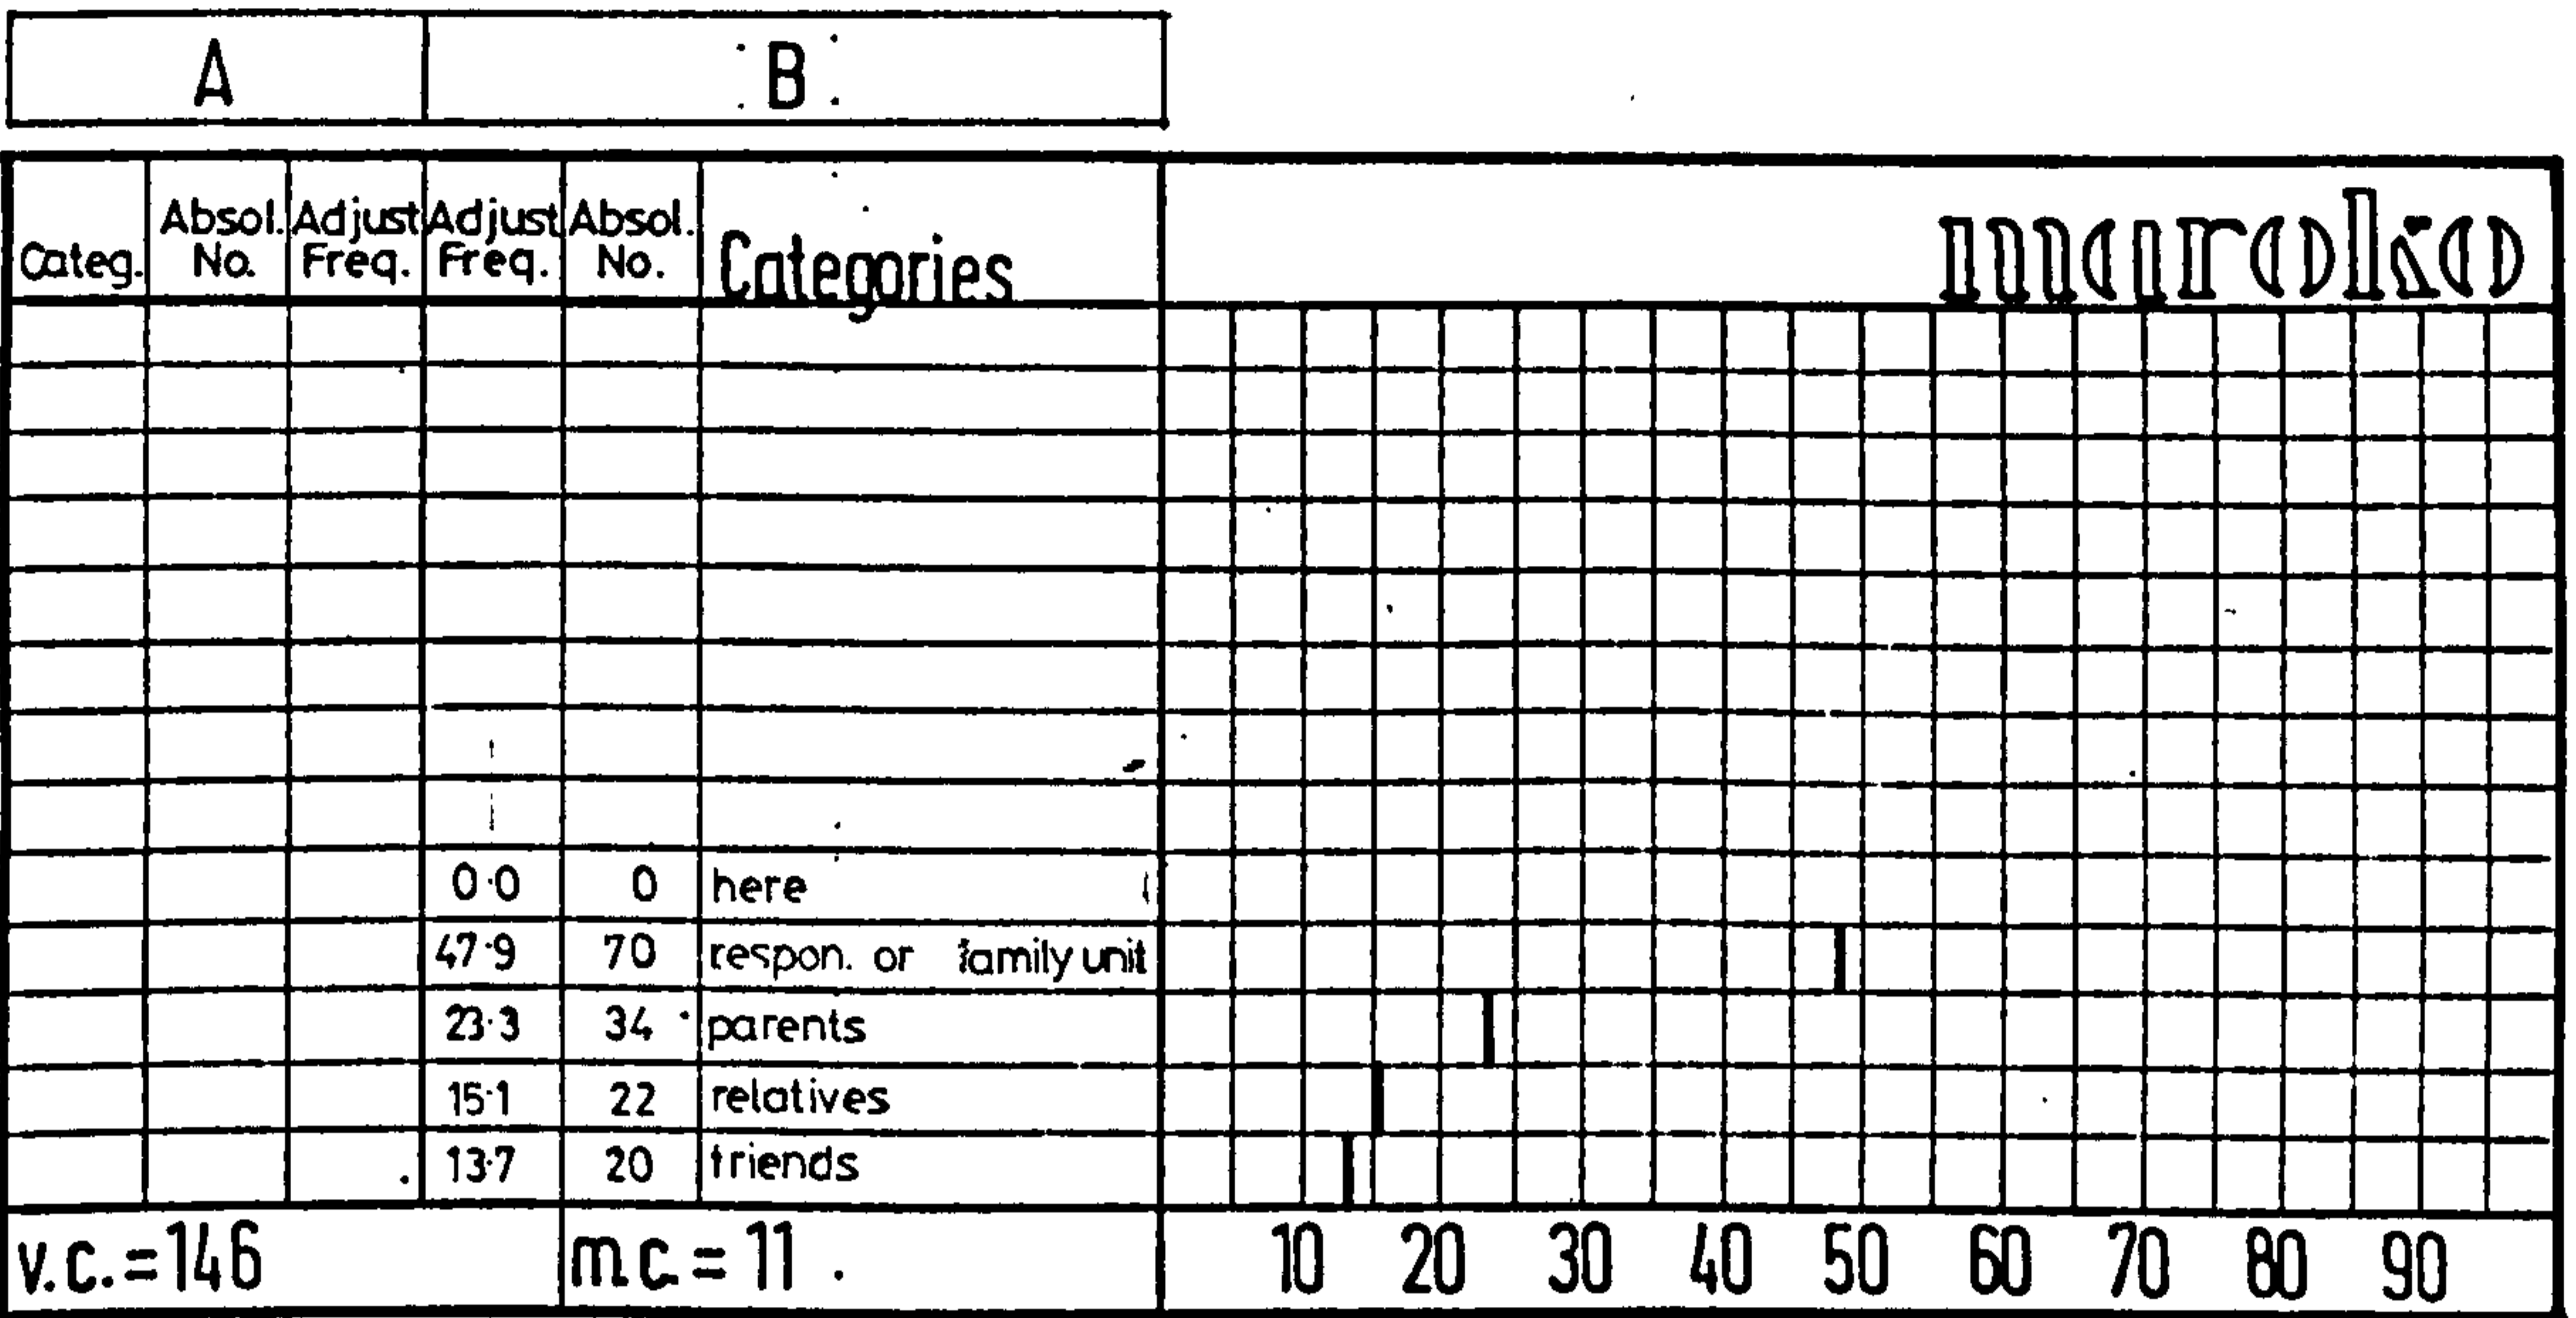 A B
Categ. Absol. No. Adjust Freq. Adjust Freq. Absol. No. Categories maroko
0·0 0 here
47·9 70 respon. or family unit
23·3 34 parents
15·1 22 relatives
13·7 20 friends
v.c.=146 m.c.=11 10 20 30 40 50 60 70 80 90